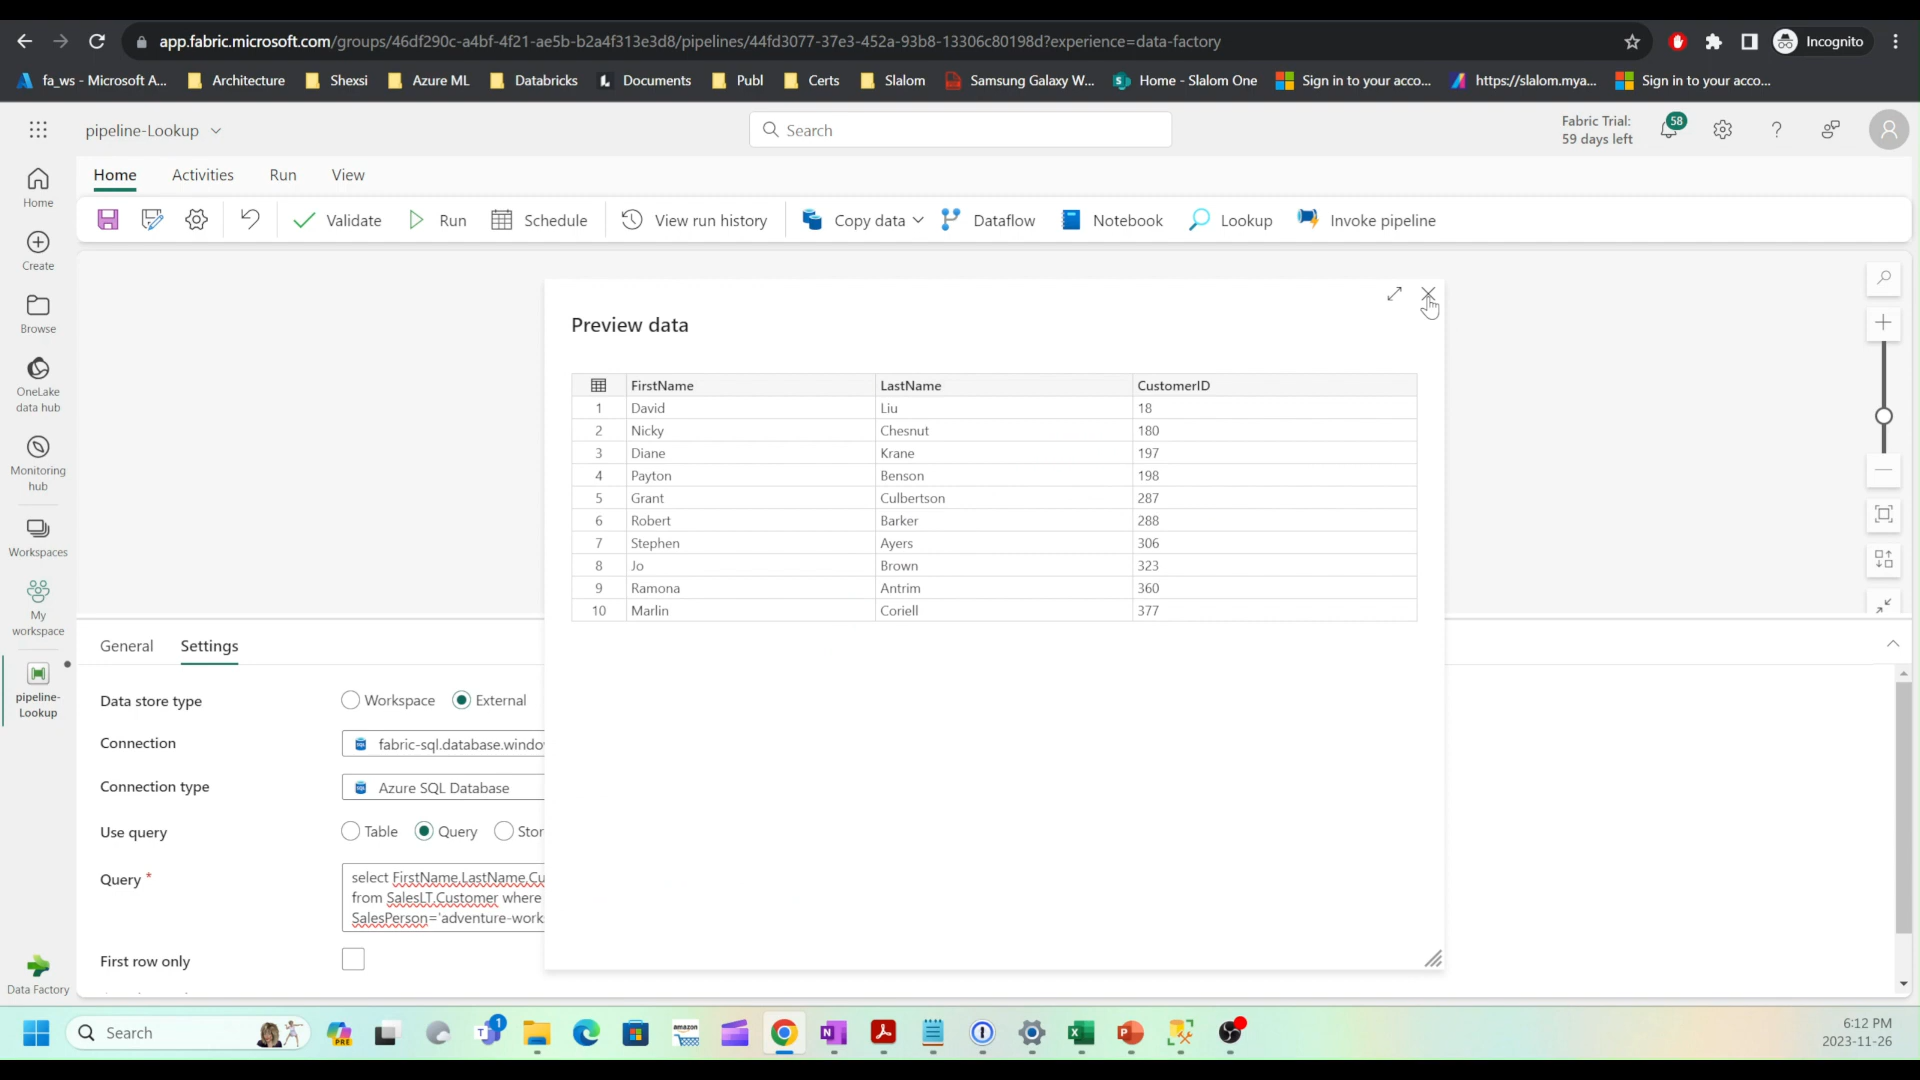 app.fabric.microsoft.com/groups/46df290c-a4bf-4f21-ae5b-b2a4f313e3d8/pipelines/44fd3077-37e3-452a-93b8-13306c80198d?experience=data-factory
Incognito
fa_ws - Microsoft A... Architecture Shexsi Azure ML Databricks Documents Publ Certs Slalom Samsung Galaxy W... Home - Slalom One Sign in to your acco... https://slalom.mya... Sign in to your acco...
pipeline-Lookup
Search
Fabric Trial:
59 days left
58
Home Activities Run View
Validate Run Schedule View run history Copy data Dataflow Notebook Lookup Invoke pipeline
Home
Create
Browse
OneLake
data hub
Monitoring
hub
Workspaces
My
workspace
pipeline-
Lookup
Data Factory
Preview data
FirstName LastName CustomerID
1 David Liu 18
2 Nicky Chesnut 180
3 Diane Krane 197
4 Payton Benson 198
5 Grant Culbertson 287
6 Robert Barker 288
7 Stephen Ayers 306
8 Jo Brown 323
9 Ramona Antrim 360
10 Marlin Coriell 377
General Settings
Data store type Workspace External
Connection fabric-sql.database.windo
Connection type Azure SQL Database
Use query Table Query Stor
Query *
select FirstName,LastName,Cu
from SalesLT.Customer where
SalesPerson='adventure-work
First row only
Search
PRE
T 1
amazon
N
X
P
6:12 PM
2023-11-26